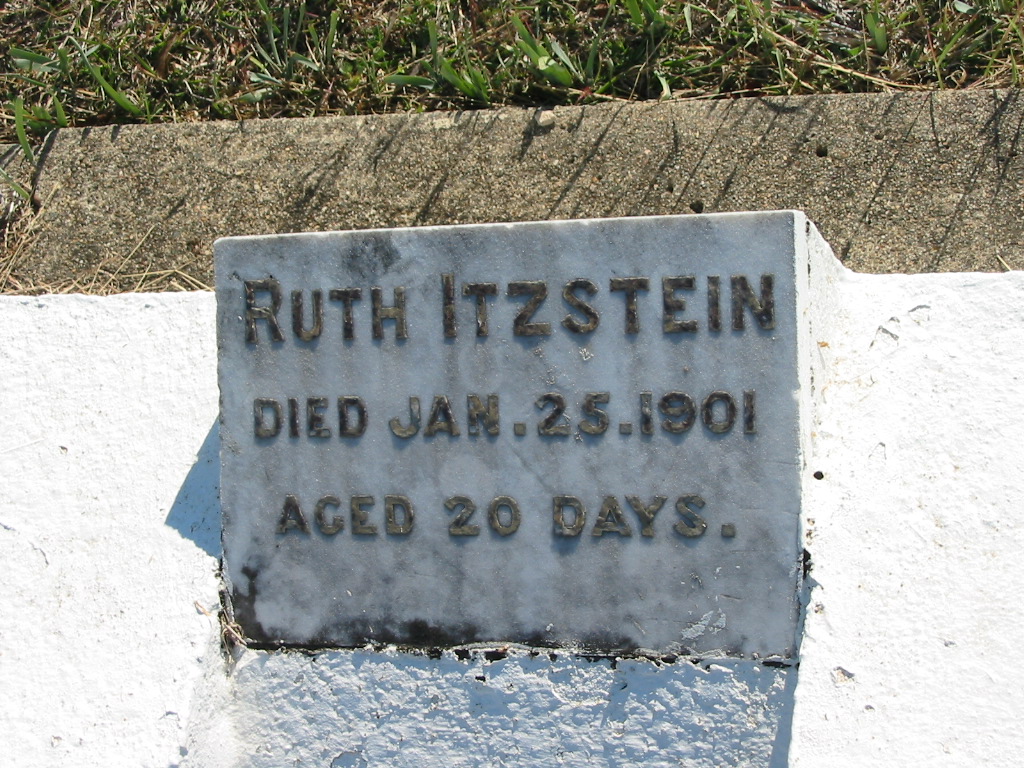 RUTH ITZSTEIN
DIED JAN. 25. 1901
AGED 20 DAYS.